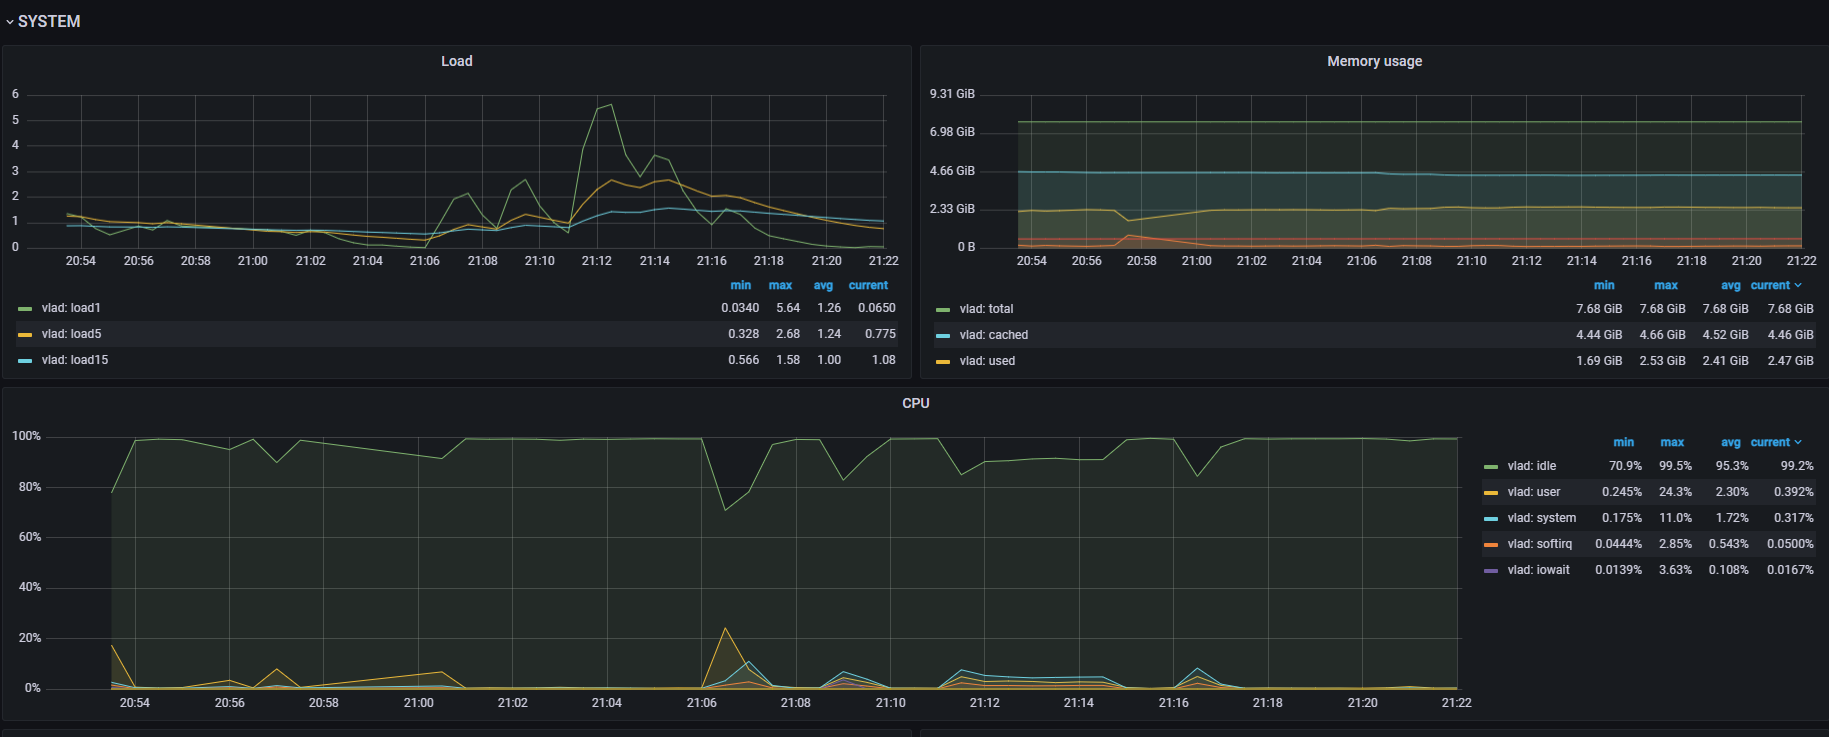 SYSTEM
Load
6
5
4
3
2
1
0
20:54 20:56 20:58 21:00 21:02 21:04 21:06 21:08 21:10 21:12 21:14 21:16 21:18 21:20 21:22
min max avg current
vlad: load1 0.0340 5.64 1.26 0.0650
vlad: load5 0.328 2.68 1.24 0.775
vlad: load15 0.566 1.58 1.00 1.08
Memory usage
9.31 GiB
6.98 GiB
4.66 GiB
2.33 GiB
0 B
20:54 20:56 20:58 21:00 21:02 21:04 21:06 21:08 21:10 21:12 21:14 21:16 21:18 21:20 21:22
min max avg current
vlad: total 7.68 GiB 7.68 GiB 7.68 GiB 7.68 GiB
vlad: cached 4.44 GiB 4.66 GiB 4.52 GiB 4.46 GiB
vlad: used 1.69 GiB 2.53 GiB 2.41 GiB 2.47 GiB
CPU
100%
80%
60%
40%
20%
0%
20:54 20:56 20:58 21:00 21:02 21:04 21:06 21:08 21:10 21:12 21:14 21:16 21:18 21:20 21:22
min max avg current
vlad: idle 70.9% 99.5% 95.3% 99.2%
vlad: user 0.245% 24.3% 2.30% 0.392%
vlad: system 0.175% 11.0% 1.72% 0.317%
vlad: softirq 0.0444% 2.85% 0.543% 0.0500%
vlad: iowait 0.0139% 3.63% 0.108% 0.0167%